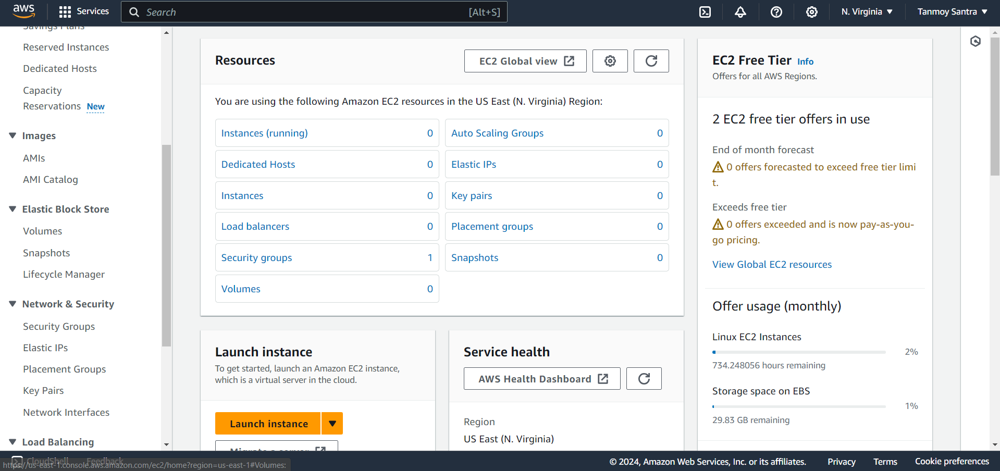 aws
Services
Search
[Alt+S]
N. Virginia
Tanmoy Santra
Savings Plans
Reserved Instances
Dedicated Hosts
Capacity
Reservations New
Images
AMIs
AMI Catalog
Elastic Block Store
Volumes
Snapshots
Lifecycle Manager
Network & Security
Security Groups
Elastic IPs
Placement Groups
Key Pairs
Network Interfaces
Load Balancing
Resources
EC2 Global view
You are using the following Amazon EC2 resources in the US East (N. Virginia) Region:
Instances (running) 0
Auto Scaling Groups 0
Dedicated Hosts 0
Elastic IPs 0
Instances 0
Key pairs 0
Load balancers 0
Placement groups 0
Security groups 1
Snapshots 0
Volumes 0
Launch instance
To get started, launch an Amazon EC2 instance,
which is a virtual server in the cloud.
Launch instance
Migrate a server
Service health
AWS Health Dashboard
Region
US East (N. Virginia)
EC2 Free Tier Info
Offers for all AWS Regions.
2 EC2 free tier offers in use
End of month forecast
0 offers forecasted to exceed free tier limi
t.
Exceeds free tier
0 offers exceeded and is now pay-as-you-
go pricing.
View Global EC2 resources
Offer usage (monthly)
Linux EC2 Instances
2%
734.248056 hours remaining
Storage space on EBS
1%
29.83 GB remaining
CloudShell
Feedback
https://us-east-1.console.aws.amazon.com/ec2/home?region=us-east-1#Volumes:
© 2024, Amazon Web Services, Inc. or its affiliates.
Privacy
Terms
Cookie preferences